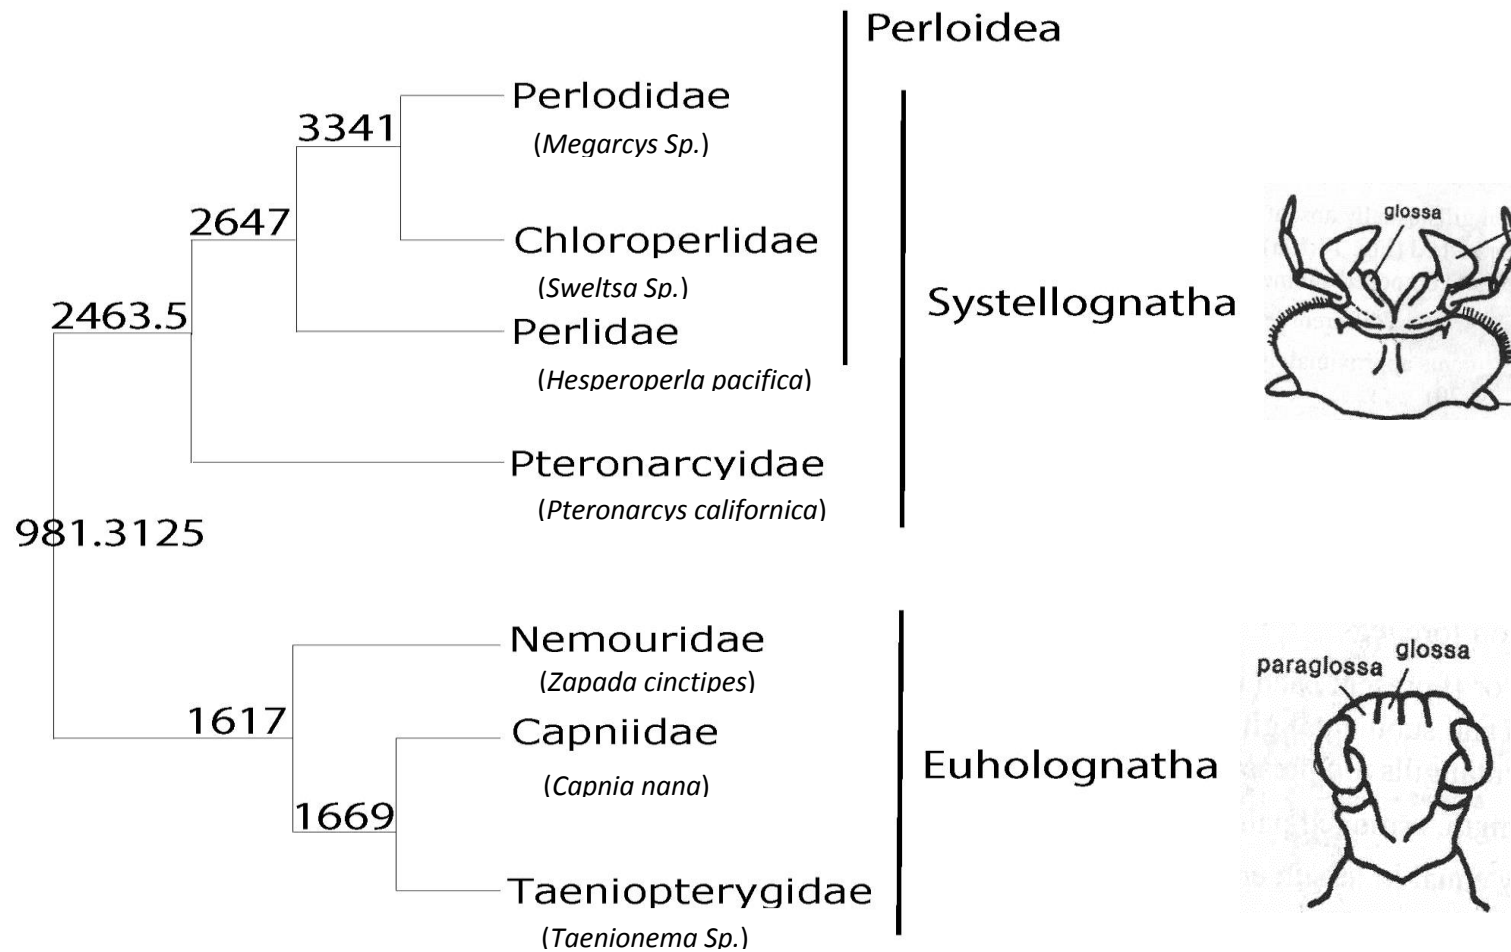 Perloidea
Perlodidae
3341
(Megarcys Sp.)
2647
glossa
Chloroperlidae
(Sweltsa Sp.)
Systellognatha
2463.5
Perlidae
(Hesperoperla pacifica)
Pteronarcyidae
(Pteronarcys californica)
981.3125
Nemouridae
(Zapada cinctipes)
paraglossa
glossa
1617
Capniidae
Euholognatha
(Capnia nana)
1669
Taeniopterygidae
(Taenionema Sp.)